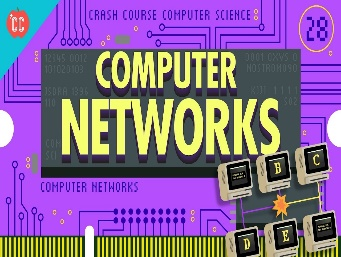 CC
CRASH COURSE COMPUTER SCIENCE
28
COMPUTER
NETWORKS
COMPUTER NETWORKS
B
C
D
E